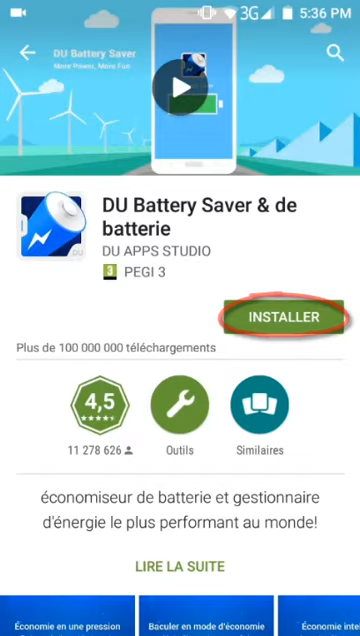 3G 5:36 PM
DU Battery Saver
More Power, More Fun
DU Battery Saver & de
batterie
DU APPS STUDIO
3 PEGI 3
INSTALLER
Plus de 100 000 000 téléchargements
4,5
11 278 626 Outils Similaires
économiseur de batterie et gestionnaire
d'énergie le plus performant au monde!
LIRE LA SUITE
Économie en une pression Baculer en mode d'économie Économie inte